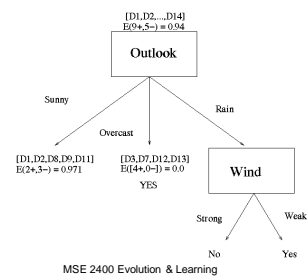 [D1,D2,...,D14]
E(9+,5−) = 0.94
Outlook
Sunny
Overcast
Rain
[D1,D2,D8,D9,D11]
E(2+,3−) = 0.971
[D3,D7,D12,D13]
E([4+,0−]) = 0.0
YES
Wind
Strong
Weak
No
Yes
MSE 2400 Evolution & Learning